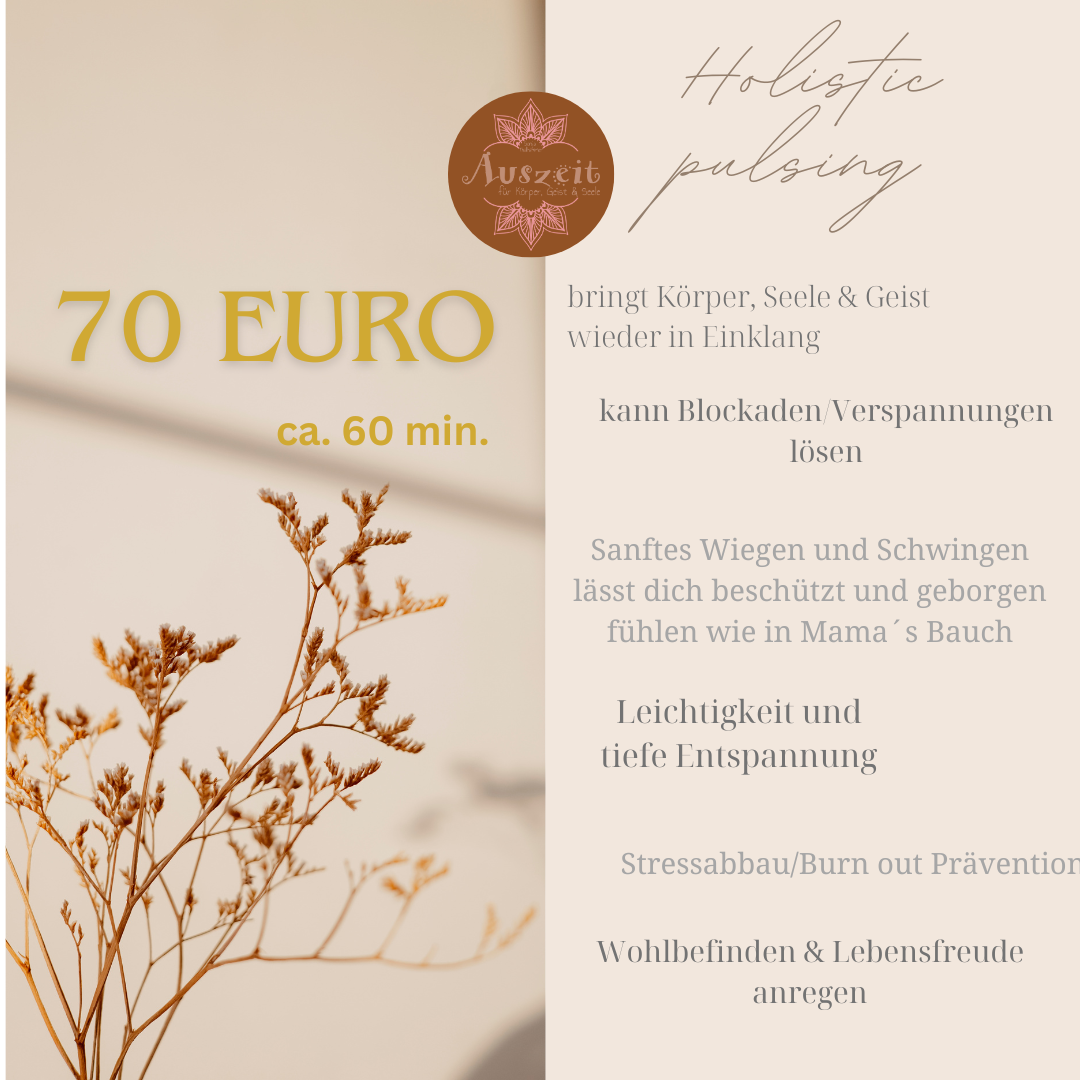 Holistic
pulsing
Auszeit
für Körper, Geist & Seele
70 EURO
ca. 60 min.
bringt Körper, Seele & Geist
wieder in Einklang
kann Blockaden/Verspannungen
lösen
Sanftes Wiegen und Schwingen
lässt dich beschützt und geborgen
fühlen wie in Mama´s Bauch
Leichtigkeit und
tiefe Entspannung
Stressabbau/Burn out Prävention
Wohlbefinden & Lebensfreude
anregen